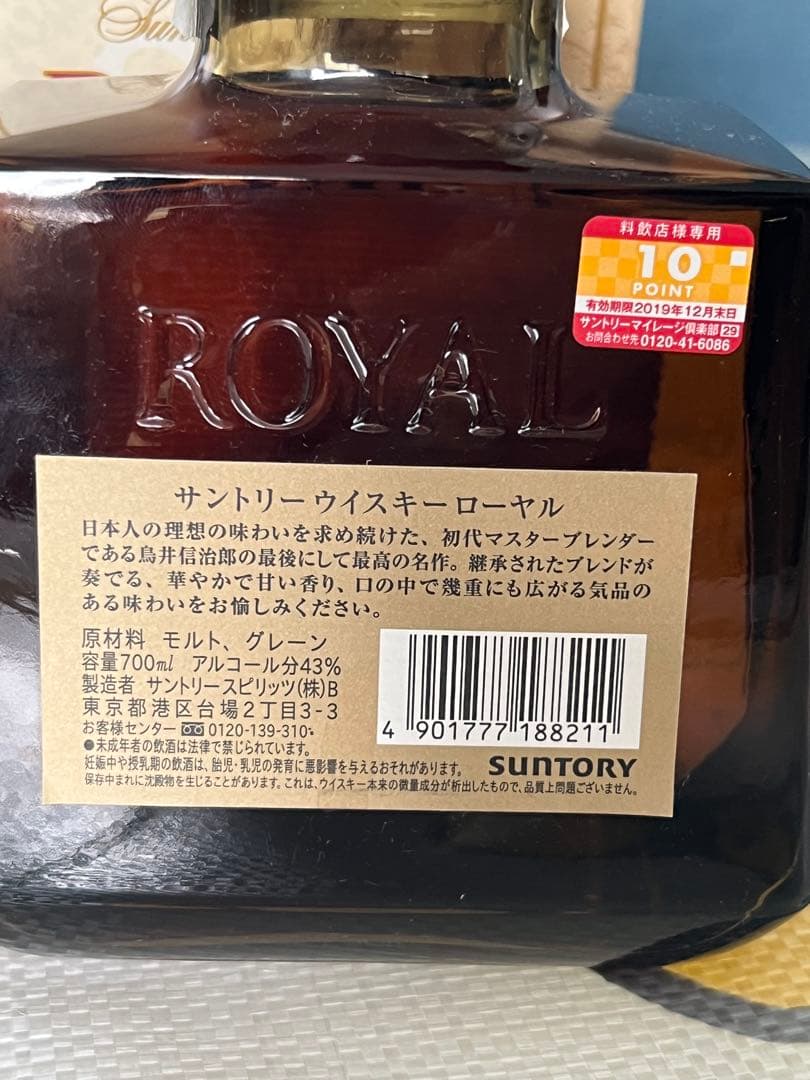 料飲店様専用
10
POINT
有効期限2019年12月末日
サントリーマイレージ倶楽部 29
お問合わせ先 0120-41-6086
ROYAL
サントリー ウイスキー ローヤル
日本人の理想の味わいを求め続けた、初代マスターブレンダー
である鳥井信治郎の最後にして最高の名作。継承されたブレンドが
奏でる、華やかで甘い香り、口の中で幾重にも広がる気品の
ある味わいをお愉しみください。
原材料 モルト、グレーン
容量700ml アルコール分43%
製造者 サントリースピリッツ(株)B
東京都港区台場2丁目3-3
お客様センター 0120-139-310
●未成年者の飲酒は法律で禁じられています。
妊娠中や授乳期の飲酒は、胎児・乳児の発育に悪影響を与えるおそれがあります。
保存中まれに沈殿物を生じることがあります。これは、ウイスキー本来の微量成分が析出したもので、品質上問題ございません。
4 901777 188211
SUNTORY